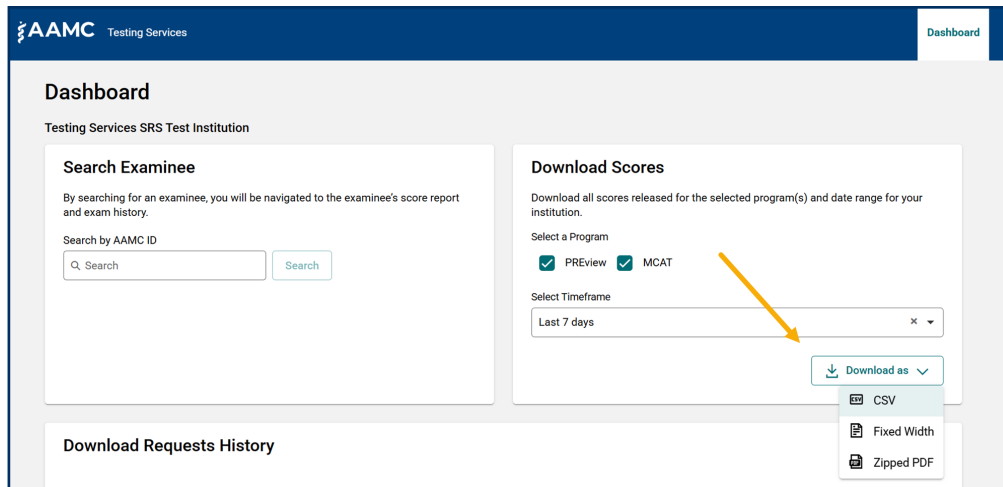 AAMC Testing Services
Dashboard
Dashboard
Testing Services SRS Test Institution
Search Examinee
By searching for an examinee, you will be navigated to the examinee's score report
and exam history.
Search by AAMC ID
Search
Search
Download Scores
Download all scores released for the selected program(s) and date range for your
institution.
Select a Program
PREview MCAT
Select Timeframe
Last 7 days
Download as
CSV CSV
Fixed Width
PDF Zipped PDF
Download Requests History